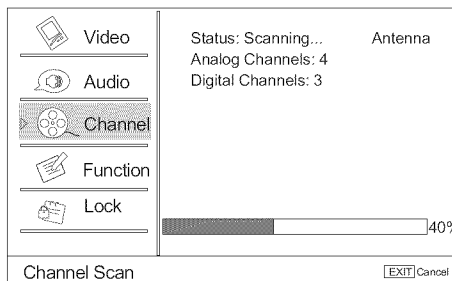 Video
Audio
Channel
Function
Lock
Status: Scanning... Antenna
Analog Channels: 4
Digital Channels: 3
40%
Channel Scan
EXIT Cancel